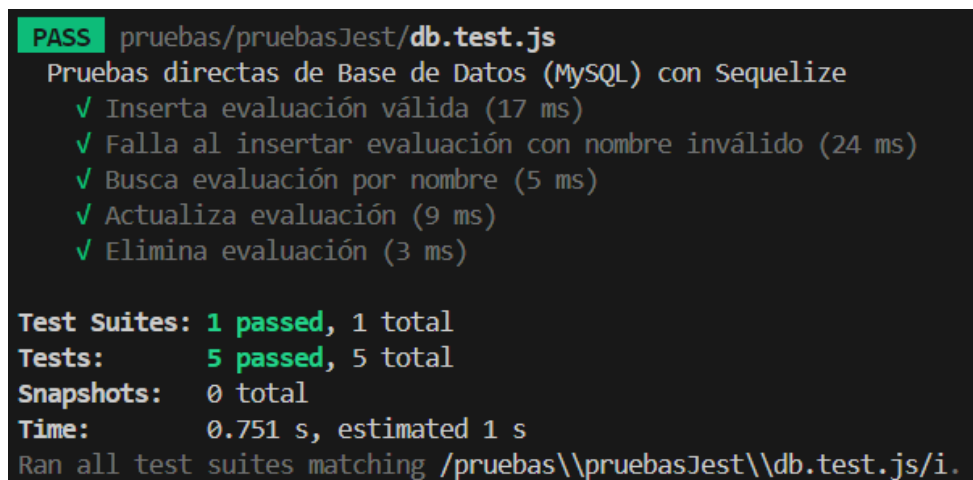 PASS pruebas/pruebasJest/db.test.js
Pruebas directas de Base de Datos (MySQL) con Sequelize
√ Inserta evaluación válida (17 ms)
√ Falla al insertar evaluación con nombre inválido (24 ms)
√ Busca evaluación por nombre (5 ms)
√ Actualiza evaluación (9 ms)
√ Elimina evaluación (3 ms)
Test Suites: 1 passed, 1 total
Tests: 5 passed, 5 total
Snapshots: 0 total
Time: 0.751 s, estimated 1 s
Ran all test suites matching /pruebas\\pruebasJest\\db.test.js/i.